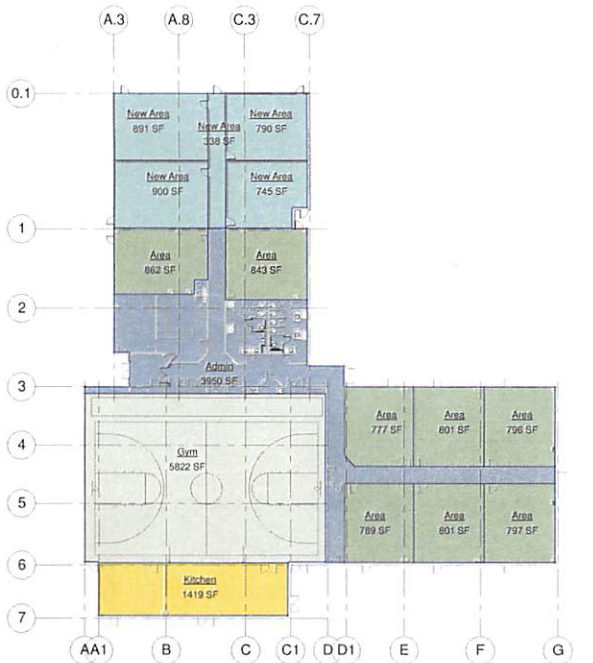 A.3 A.8 C.3 C.7
0.1
New Area
891 SF
New Area
338 SF
New Area
790 SF
New Area
900 SF
New Area
745 SF
1
Area
862 SF
Area
843 SF
2
Admin
3950 SF
3
Area
777 SF
Area
801 SF
Area
796 SF
4
Gym
5822 SF
5
Area
789 SF
Area
801 SF
Area
797 SF
6
Kitchen
1419 SF
7
A A1 B C C1 D D1 E F G